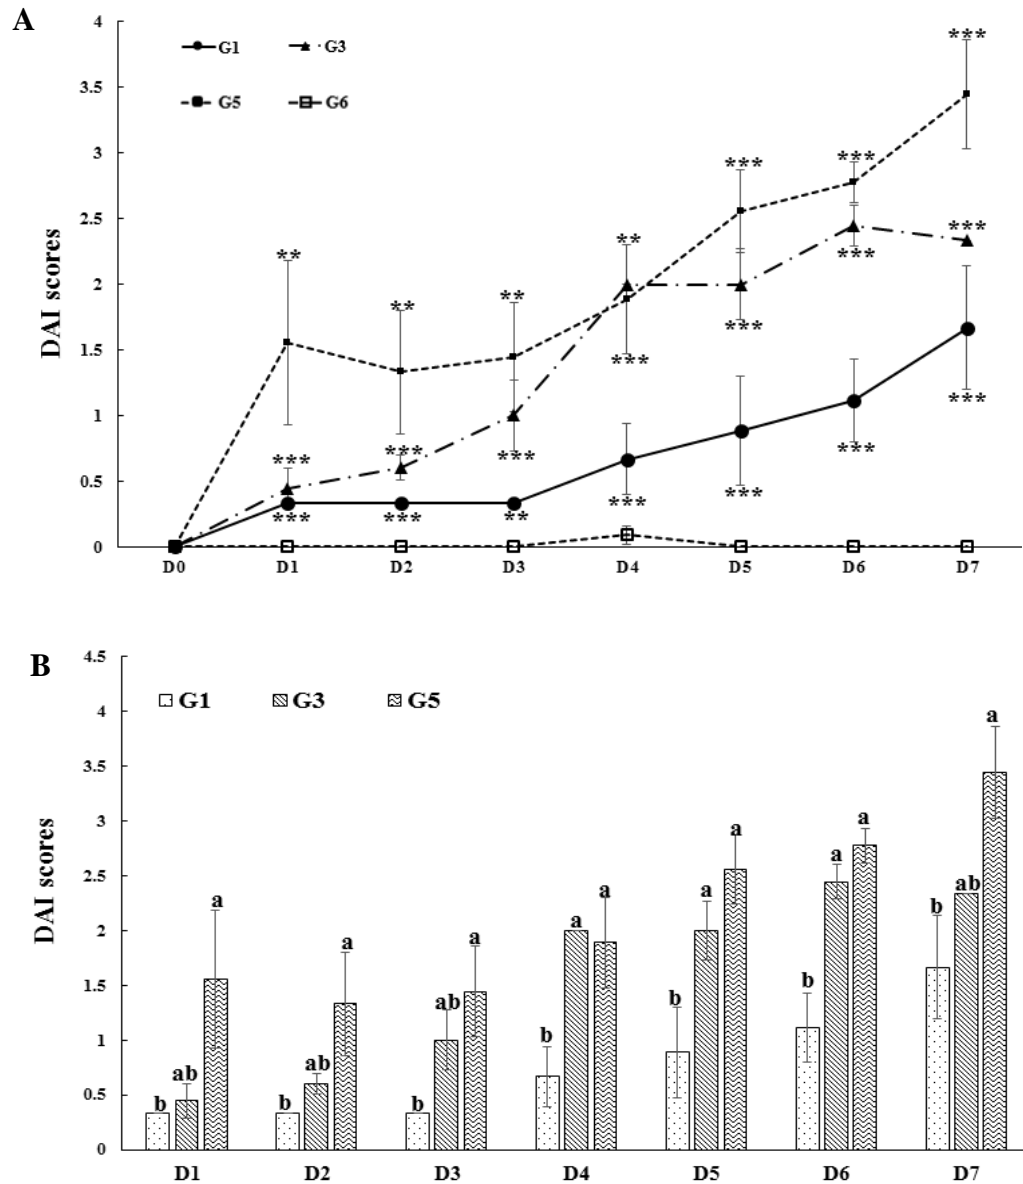 A
4
G1 G3
G5 G6
3.5
3
2.5
2
1.5
1
0.5
0
DAI scores
***
*** ***
** ***
** ** ** *** ***
*** *** *** *** ***
*** *** ** *** *** *** ***
D0 D1 D2 D3 D4 D5 D6 D7
B
4.5
G1 G3 G5
4
3.5
3
2.5
2
1.5
1
0.5
0
DAI scores
b ab a b ab a b ab a b a a b a a b a a b ab a
D1 D2 D3 D4 D5 D6 D7